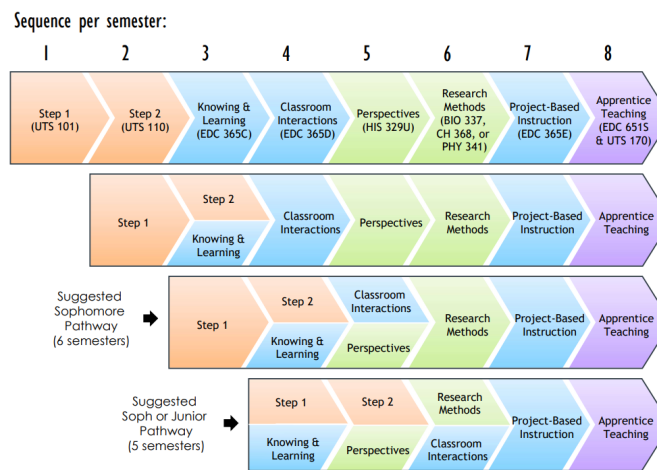 Sequence per semester:
1 2 3 4 5 6 7 8
Step 1
(UTS 101)
Step 2
(UTS 110)
Knowing &
Learning
(EDC 365C)
Classroom
Interactions
(EDC 365D)
Perspectives
(HIS 329U)
Research
Methods
(BIO 337,
CH 368, or
PHY 341)
Project-Based
Instruction
(EDC 365E)
Apprentice
Teaching
(EDC 651S
& UTS 170)
Step 1
Step 2
Knowing &
Learning
Classroom
Interactions
Perspectives
Research
Methods
Project-Based
Instruction
Apprentice
Teaching
Suggested
Sophomore
Pathway
(6 semesters)
Step 1
Step 2
Knowing &
Learning
Classroom
Interactions
Perspectives
Research
Methods
Project-Based
Instruction
Apprentice
Teaching
Suggested
Soph or Junior
Pathway
(5 semesters)
Step 1
Knowing &
Learning
Step 2
Perspectives
Research
Methods
Classroom
Interactions
Project-Based
Instruction
Apprentice
Teaching